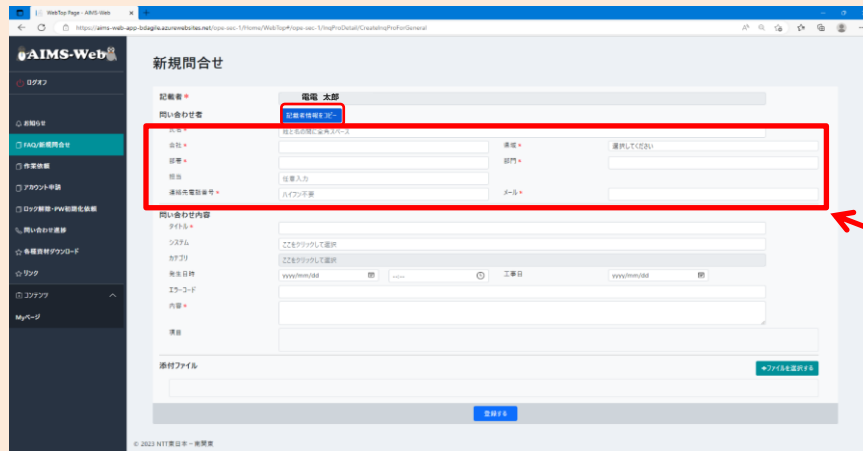 WebTop Page - AIMS-Web
https://aims-web-app-bdagile.azurewebsites.net/ope-sec-1/Home/WebTop#/ope-sec-1/InqProDetail/CreateInqProForGeneral
AIMS-Web
ログオフ
お知らせ
FAQ/新規問合せ
作業依頼
アカウント申請
ロック解除・PW初期化依頼
問い合わせ進捗
各種資材ダウンロード
リンク
コンテンツ
Myページ
新規問合せ
記載者* 電電 太郎
問い合わせ者 記載者情報をコピー
氏名* 姓と名の間に全角スペース
会社* 選択してください
部署* 部門*
担当 任意入力
連絡先電話番号* ハイフン不要 メール*
問い合わせ内容
タイトル*
システム ここをクリックして選択
カテゴリ ここをクリックして選択
発生日時 yyyy/mm/dd --:-- 工事日 yyyy/mm/dd
エラーコード
内容*
添付ファイル +ファイルを選択する
登録する
© 2023 NTT東日本 - 南関東